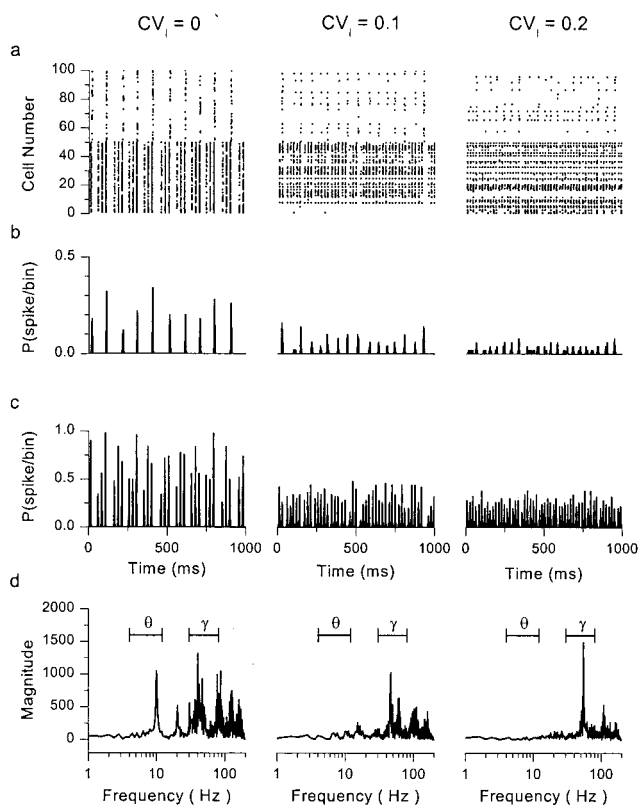 CVI = 0 CVI = 0.1 CVI = 0.2
a
100
80
60
40
20
0
Cell Number
b
0.5
0.0
P(spike/bin)
c
1.0
0.5
0.0
P(spike/bin)
0 500 1000 0 500 1000 0 500 1000
Time (ms) Time (ms) Time (ms)
d
θ γ θ γ θ γ
2000
1500
1000
500
0
Magnitude
1 10 100 1 10 100 1 10 100
Frequency ( Hz ) Frequency ( Hz ) Frequency ( Hz )